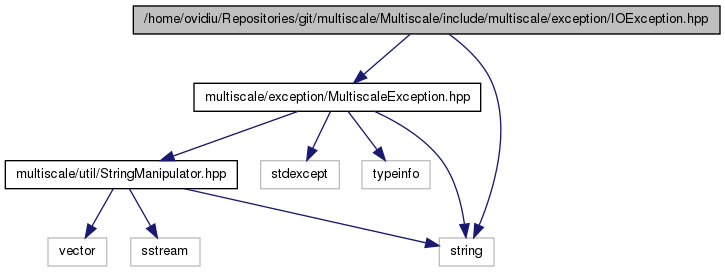 /home/ovidiu/Repositories/git/multiscale/Multiscale/include/multiscale/exception/IOException.hpp
multiscale/exception/MultiscaleException.hpp
multiscale/util/StringManipulator.hpp
stdexcept
typeinfo
vector
sstream
string